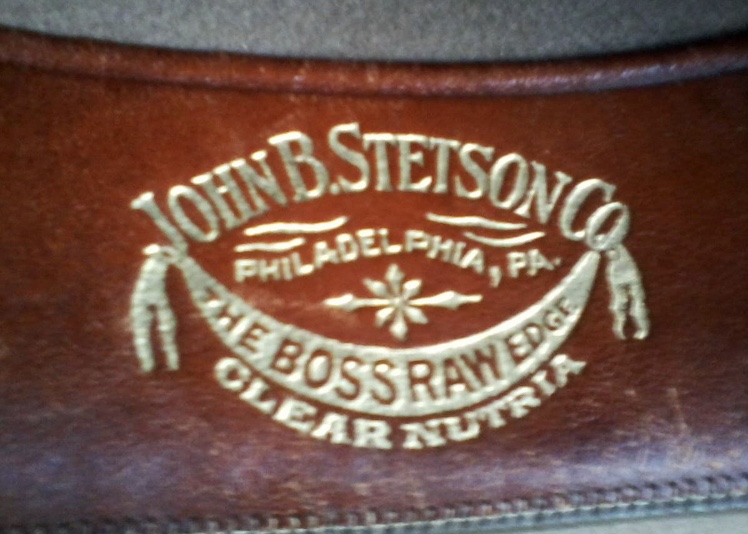 JOHN B. STETSON CO
PHILADELPHIA, PA.
THE BOSS RAW EDGE
CLEAR NUTRIA